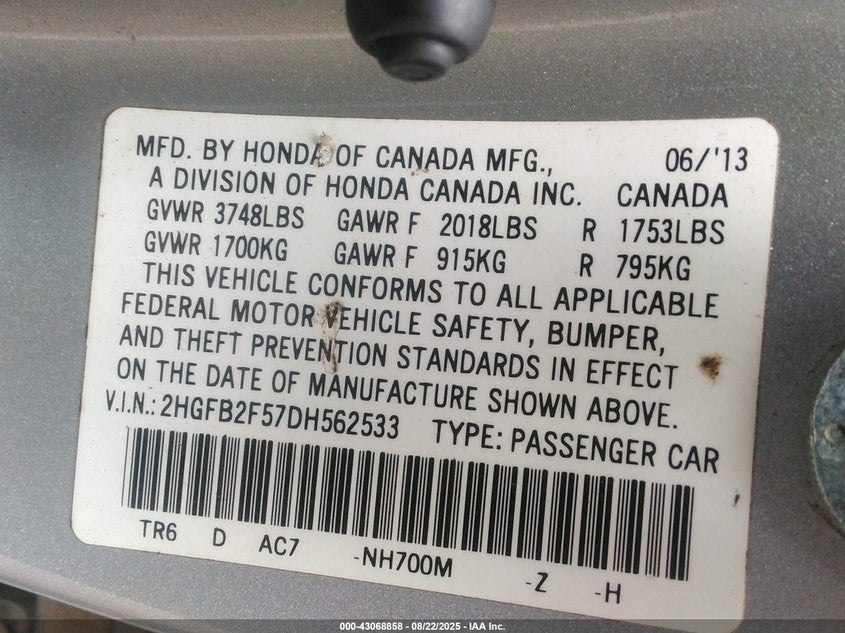 MFD. BY HONDA OF CANADA MFG., 06/'13
A DIVISION OF HONDA CANADA INC. CANADA
GVWR 3748LBS GAWR F 2018LBS R 1753LBS
GVWR 1700KG GAWR F 915KG R 795KG
THIS VEHICLE CONFORMS TO ALL APPLICABLE
FEDERAL MOTOR VEHICLE SAFETY, BUMPER,
AND THEFT PREVENTION STANDARDS IN EFFECT
ON THE DATE OF MANUFACTURE SHOWN ABOVE.
V.I.N.: 2HGFB2F57DH562533 TYPE: PASSENGER CAR
TR6 D AC7 -NH700M -Z -H
000-43068858 - 08/22/2025 - IAA Inc.